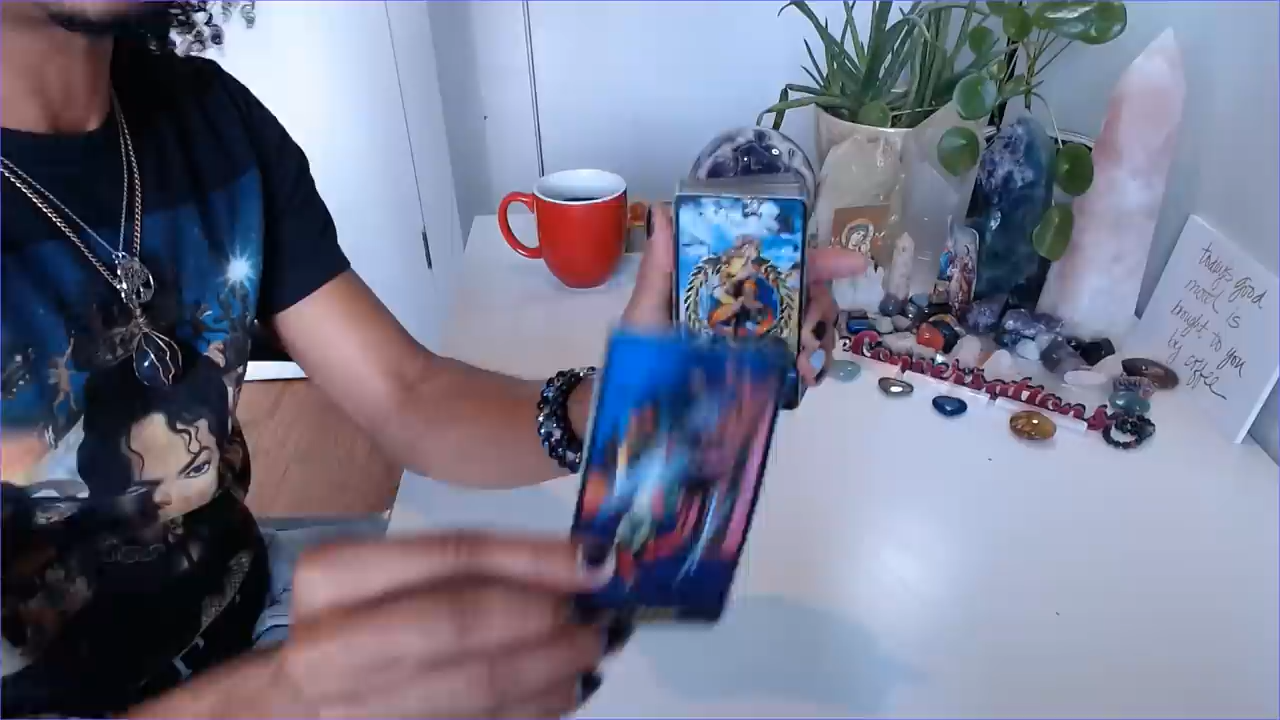 today's good
mood is
brought to you
by coffee
Conversations